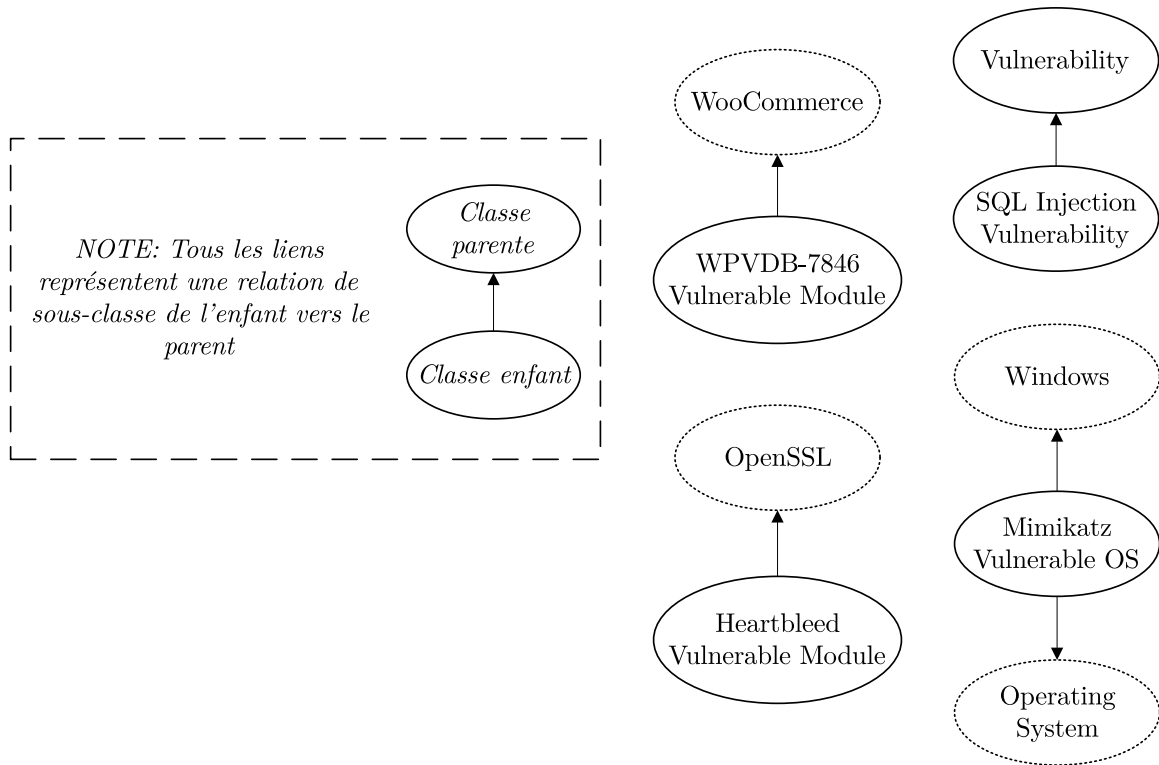 NOTE: Tous les liens
représentent une relation de
sous-classe de l'enfant vers le
parent
Classe
parente
Classe enfant
WooCommerce
WPVDB-7846
Vulnerable Module
OpenSSL
Heartbleed
Vulnerable Module
Vulnerability
SQL Injection
Vulnerability
Windows
Mimikatz
Vulnerable OS
Operating
System